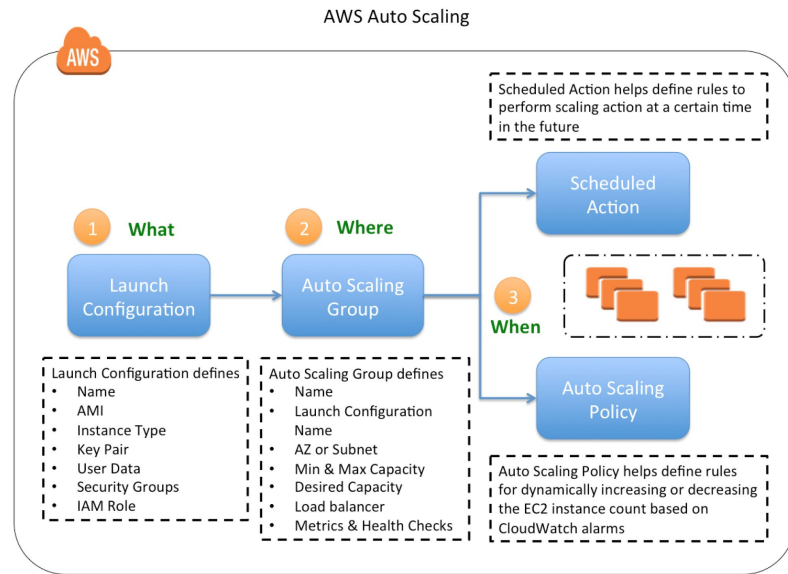 AWS Auto Scaling
AWS
Scheduled Action helps define rules to
perform scaling action at a certain time
in the future
Scheduled
Action
1
What
2
Where
Launch
Configuration
Auto Scaling
Group
3
When
Auto Scaling
Policy
Launch Configuration defines
• Name
• AMI
• Instance Type
• Key Pair
• User Data
• Security Groups
• IAM Role
Auto Scaling Group defines
• Name
• Launch Configuration
Name
• AZ or Subnet
• Min & Max Capacity
• Desired Capacity
• Load balancer
• Metrics & Health Checks
Auto Scaling Policy helps define rules
for dynamically increasing or decreasing
the EC2 instance count based on
CloudWatch alarms